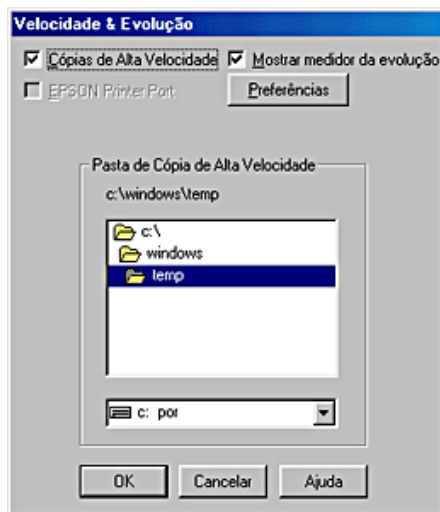 Velocidade & Evolução
Cópias de Alta Velocidade Mostrar medidor da evolução
EPSON Printer Port Preferências
Pasta de Cópia de Alta Velocidade
c:\windows\temp
c:\
windows
temp
c: por
OK Cancelar Ajuda